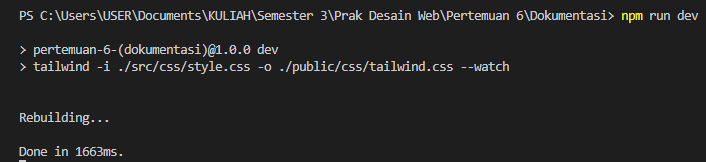 PS C:\Users\USER\Documents\KULIAH\Semester 3\Prak Desain Web\Pertemuan 6\Dokumentasi> npm run dev
> pertemuan-6-(dokumentasi)@1.0.0 dev
> tailwind -i ./src/css/style.css -o ./public/css/tailwind.css --watch
Rebuilding...
Done in 1663ms.